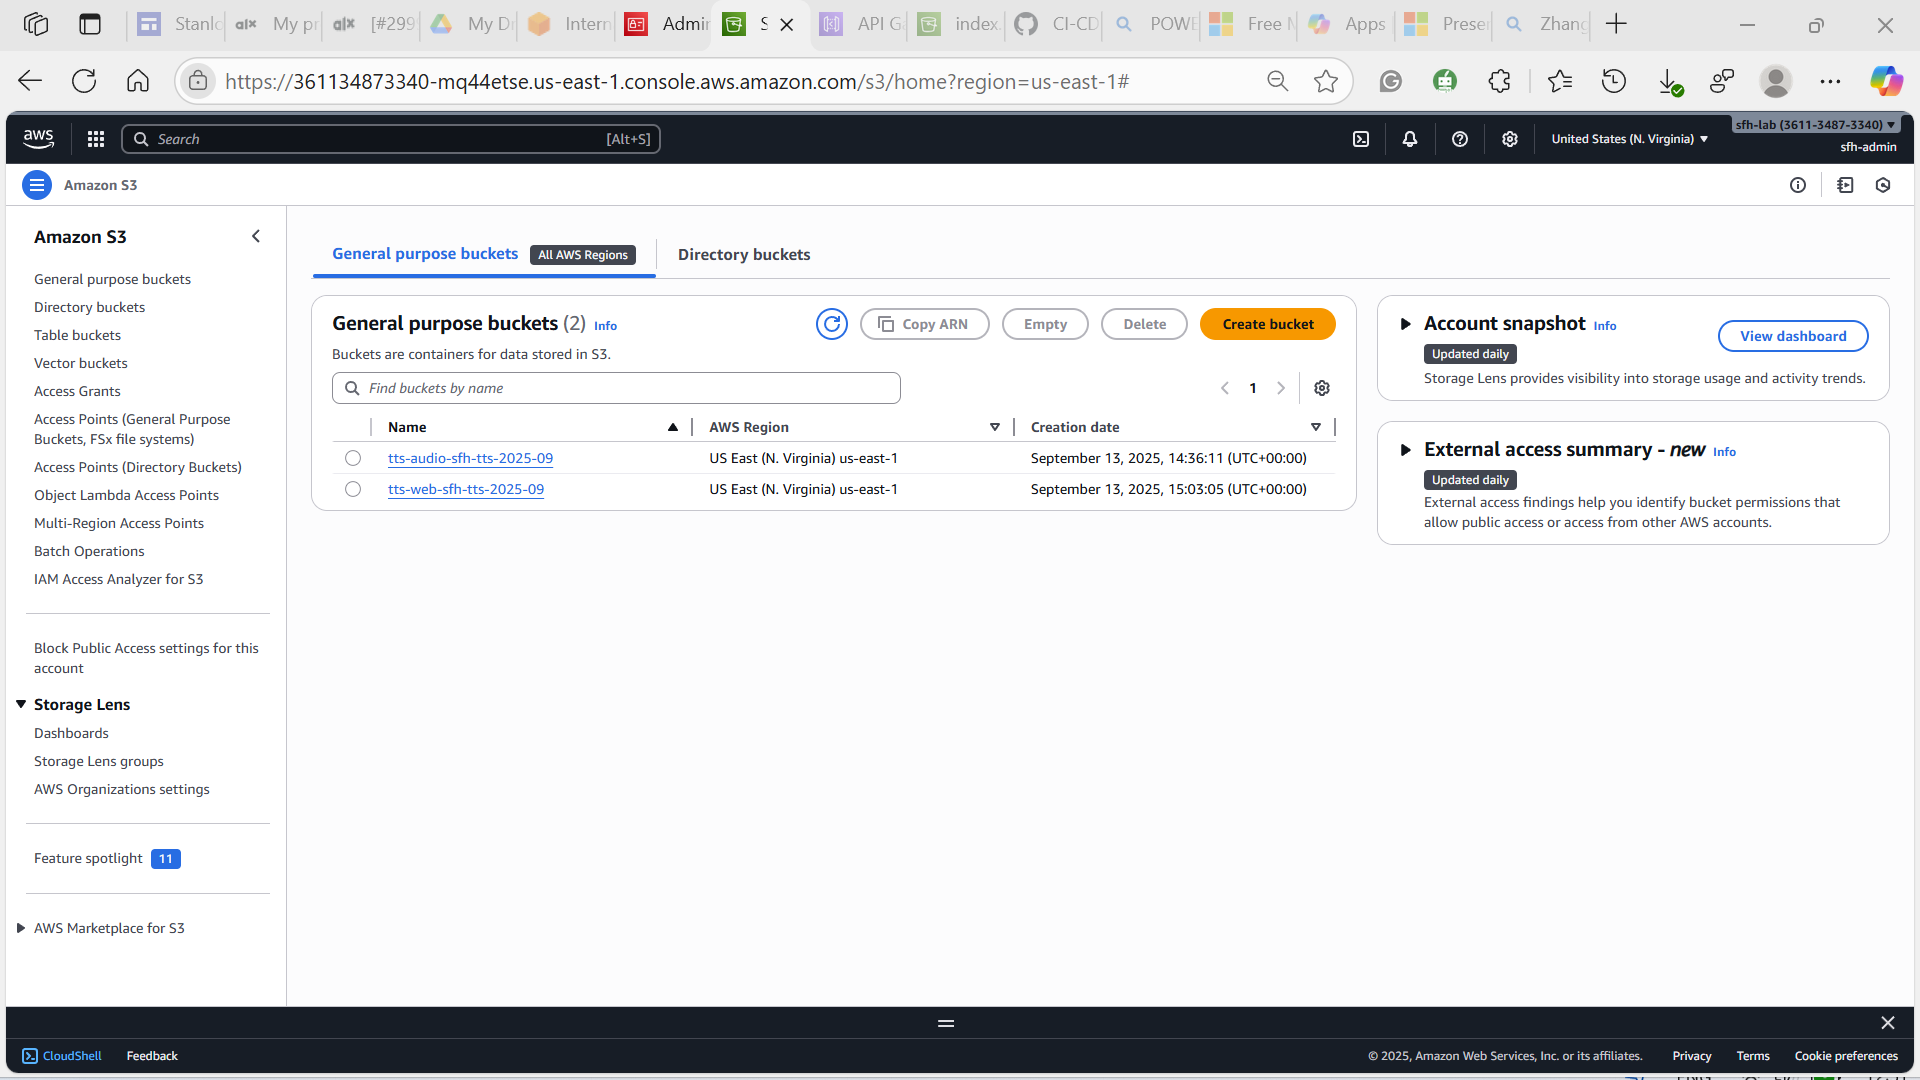 Stanlo
My pr
[#299
My Dr
Intern
Admin
S
API G
index.
CI-CD
POWE
Free M
Apps
Preser
Zhang
https://361134873340-mq44etse.us-east-1.console.aws.amazon.com/s3/home?region=us-east-1#
aws
Search
[Alt+S]
United States (N. Virginia)
sfh-lab (3611-3487-3340)
sfh-admin
Amazon S3
Amazon S3
General purpose buckets
Directory buckets
Table buckets
Vector buckets
Access Grants
Access Points (General Purpose
Buckets, FSx file systems)
Access Points (Directory Buckets)
Object Lambda Access Points
Multi-Region Access Points
Batch Operations
IAM Access Analyzer for S3
Block Public Access settings for this
account
Storage Lens
Dashboards
Storage Lens groups
AWS Organizations settings
Feature spotlight 11
AWS Marketplace for S3
General purpose buckets All AWS Regions
Directory buckets
General purpose buckets (2) Info
Copy ARN
Empty
Delete
Create bucket
Buckets are containers for data stored in S3.
Find buckets by name
1
Name AWS Region Creation date
tts-audio-sfh-tts-2025-09 US East (N. Virginia) us-east-1 September 13, 2025, 14:36:11 (UTC+00:00)
tts-web-sfh-tts-2025-09 US East (N. Virginia) us-east-1 September 13, 2025, 15:03:05 (UTC+00:00)
Account snapshot Info
View dashboard
Updated daily
Storage Lens provides visibility into storage usage and activity trends.
External access summary - new Info
Updated daily
External access findings help you identify bucket permissions that
allow public access or access from other AWS accounts.
CloudShell
Feedback
© 2025, Amazon Web Services, Inc. or its affiliates.
Privacy
Terms
Cookie preferences